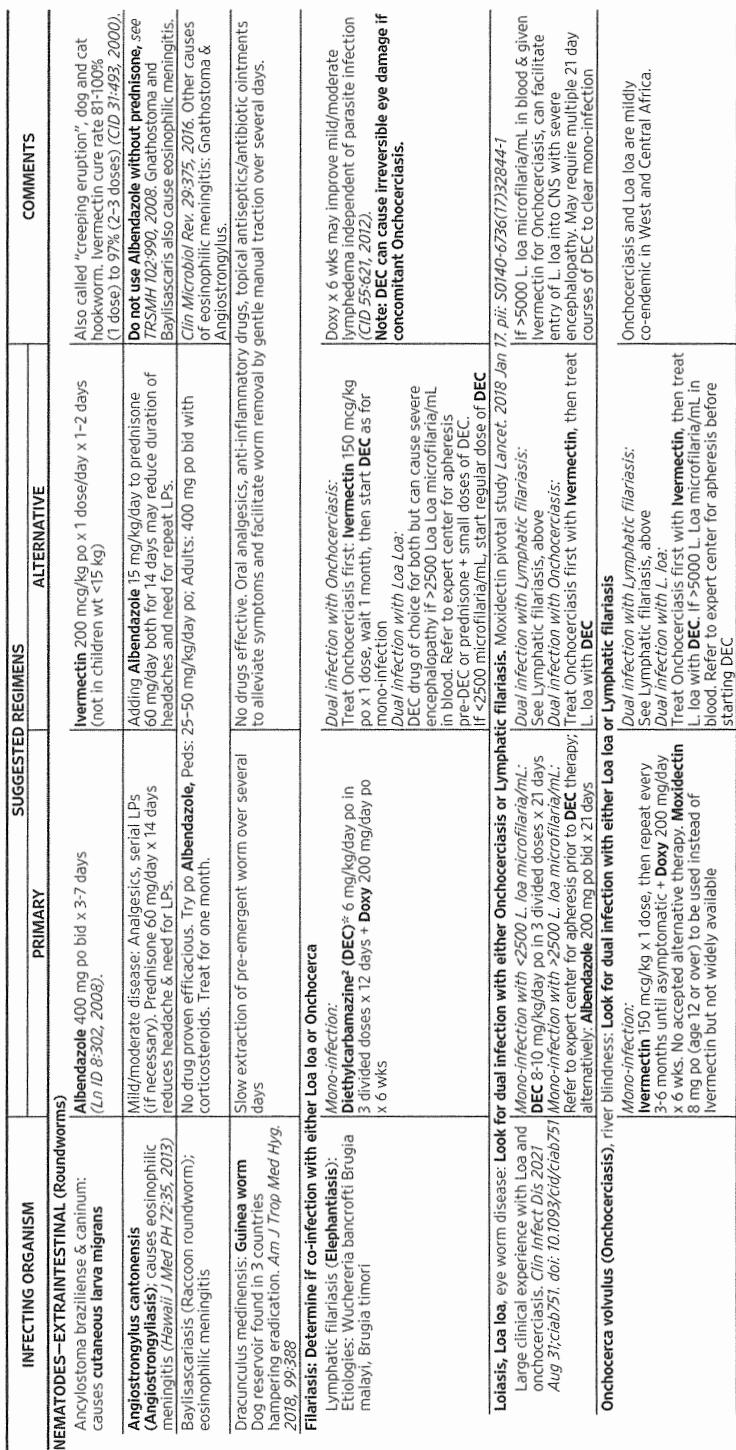 INFECTING ORGANISM
SUGGESTED REGIMENS
PRIMARY
ALTERNATIVE
COMMENTS
NEMATODES—EXTRAINTESTINAL (Roundworms)
Ancylostoma braziliense & caninum:
causes cutaneous larva migrans
Albendazole 400 mg po bid x 3-7 days
(Ln ID 8:302, 2008).
Ivermectin 200 mcg/kg po x 1 dose/day x 1–2 days
(not in children wt <15 kg)
Also called "creeping eruption", dog and cat
hookworm. Ivermectin cure rate 81-100%
(1 dose) to 97% (2–3 doses) (CID 31:493, 2000).
Angiostrongylus cantonensis
(Angiostrongyliasis); causes eosinophilic
meningitis (Hawaii J Med PH 72:35, 2013)
Mild/moderate disease: Analgesics, serial LPs
(if necessary). Prednisone 60 mg/day x 14 days
reduces headache & need for LPs.
Adding Albendazole 15 mg/kg/day to prednisone
60 mg/day both for 14 days may reduce duration of
headaches and need for repeat LPs.
Do not use Albendazole without prednisone, see
TRSMH 102:990, 2008. Gnathostoma and
Baylisascaris also cause eosinophilic meningitis.
Baylisascariasis (Raccoon roundworm);
eosinophilic meningitis
No drug proven efficacious. Try po Albendazole, Peds: 25–50 mg/kg/day po; Adults: 400 mg po bid with
corticosteroids. Treat for one month.
Clin Microbiol Rev. 29:375, 2016. Other causes
of eosinophilic meningitis: Gnathostoma &
Angiostrongylus.
Dracunculus medinensis: Guinea worm
Dog reservoir found in 3 countries
hampering eradication. Am J Trop Med Hyg.
2018, 99:388
Slow extraction of pre-emergent worm over several
days
No drugs effective. Oral analgesics, anti-inflammatory drugs, topical antiseptics/antibiotic ointments
to alleviate symptoms and facilitate worm removal by gentle manual traction over several days.
Filariasis: Determine if co-infection with either Loa loa or Onchocerca
Lymphatic filariasis (Elephantiasis):
Etiologies: Wuchereria bancrofti Brugia
malayi, Brugia timori
Mono-infection:
Diethylcarbamazine² (DEC)* 6 mg/kg/day po in
3 divided doses x 12 days + Doxy 200 mg/day po
x 6 wks
Dual infection with Onchocerciasis:
Treat Onchocerciasis first: Ivermectin 150 mcg/kg
po x 1 dose, wait 1 month, then start DEC as for
mono-infection
Dual infection with Loa Loa:
DEC drug of choice for both but can cause severe
encephalopathy if >2500 Loa Loa microfilaria/mL
in blood. Refer to expert center for apheresis
pre-DEC or prednisone + small doses of DEC.
If <2500 microfilaria/mL, start regular dose of DEC
Doxy x 6 wks may improve mild/moderate
lymphedema independent of parasite infection
(CID 55:621, 2012).
Note: DEC can cause irreversible eye damage if
concomitant Onchocerciasis.
Loiasis, Loa loa, eye worm disease: Look for dual infection with either Onchocerciasis or Lymphatic filariasis. Moxidectin pivotal study Lancet. 2018 Jan 17. pii: S0140-6736(17)32844-1
Large clinical experience with Loa and
onchocerciasis. Clin Infect Dis 2021
Aug 31;ciab751. doi: 10.1093/cid/ciab751
Mono-infection with <2500 L. loa microfilaria/mL:
DEC 8-10 mg/kg/day po in 3 divided doses x 21 days
Mono-infection with >2500 L. loa microfilaria/mL:
Refer to expert center for apheresis prior to DEC therapy;
alternatively: Albendazole 200 mg po bid x 21 days
Dual infection with Lymphatic filariasis:
See Lymphatic filariasis, above
Dual infection with Onchocerciasis:
Treat Onchocerciasis first with Ivermectin, then treat
L. loa with DEC
If >5000 L. loa microfilaria/mL in blood & given
Ivermectin for Onchocerciasis, can facilitate
entry of L. loa into CNS with severe
encephalopathy. May require multiple 21 day
courses of DEC to clear mono-infection
Onchocerca volvulus (Onchocerciasis), river blindness: Look for dual infection with either Loa loa or Lymphatic filariasis
Mono-infection:
Ivermectin 150 mcg/kg x 1 dose, then repeat every
3-6 months until asymptomatic + Doxy 200 mg/day
x 6 wks. No accepted alternative therapy. Moxidectin
8 mg po (age 12 or over) to be used instead of
ivermectin but not widely available
Dual infection with Lymphatic filariasis:
See Lymphatic filariasis, above
Dual infection with L. loa:
Treat Onchocerciasis first with Ivermectin, then treat
L. loa with DEC. If >5000 L. Loa microfilaria/mL in
blood. Refer to expert center for apheresis before
starting DEC
Onchocerciasis and Loa loa are mildly
co-endemic in West and Central Africa.